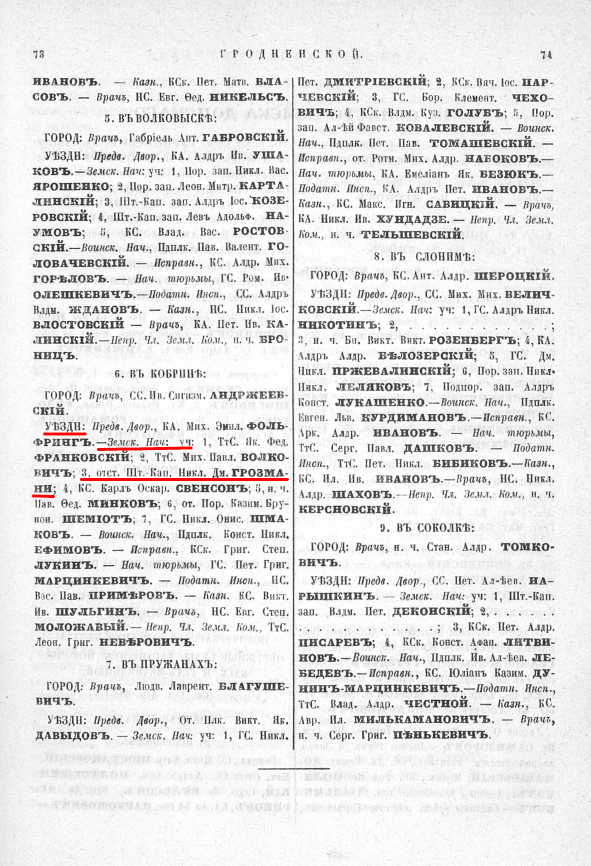 73
ГРОДНЕНСКОЙ.
74
ИВАНОВЪ. — Казн., КСк. Пет. Матв. ВЛА-
СОВЪ. — Врачъ, НС. Евг. Ѳед. НИКЕЛЬСЪ.
5. ВЪ ВОЛКОВЫСКѢ:
ГОРОД: Врачъ, Габріель Ант. ГАБРОВСКІЙ.
УѢЗДН: Предв. Двор., КА. Алдръ Ив. УША-
КОВЪ.—Земск. Нач: уч: 1, Пор. зап. Никл. Вас.
ЯРОШЕНКО; 2, Пор. зап. Леон. Митр. КАРТА-
ЛИНСКІЙ; 3, Шт.-Кап. зап. Алдръ Іос. КОЗЕ-
РОВСКІЙ; 4, Шт.-Кап. зап. Левъ Адольф. НА-
УМОВЪ; 5, КС. Влад. Вас. РОСТОВ-
СКІЙ.—Воинск. Нач., Пдплк. Пав. Валент. ГО-
ЛОВАЧЕВСКІЙ. — Исправн., КС. Алдр. Мих.
ГОРѢЛОВЪ. — Нач. тюрьмы, ГС. Ром. Ив.
ОЛЕШКЕВИЧЪ.—Податн. Инсп., СС. Алдръ
Влдм. ЖДАНОВЪ. — Казн., НС. Никл. Іос.
ВЛОСТОВСКІЙ — Врачъ, КА. Пет. Ив. КА-
ЛИНСКІЙ.—Непр. Чл. Земл. Ком., н. ч. БРО-
НИЦЪ.
6. ВЪ КОБРИНѢ:
ГОРОД: Врачъ, СС. Ив. Сигизм. АНДРЖЕЕВ-
СКІЙ.
УѢЗДН: Предв. Двор., КА. Мих. Эмвл. ФОЛЬ-
ФРИНГЪ.—Земск. Нач: уч: 1, ТтС. Як. Фед.
ФРАНКОВСКІЙ; 2, ТтС. Мих. Павл. ВОЛКО-
ВИЧЪ; 3, отст. Шт.-Кап. Никл. Дм. ГРОЗМА-
НИ; 4, КС. Карлъ Оскар. СВЕНСОНЪ; 5, н. ч.
Пав. Ѳед. МИНКОВЪ; 6, от. Пор. Казим. Бру-
нон. ШЕМІОТЪ; 7, ГС. Никл. Онис. ШМА-
КОВЪ. — Воинск. Нач., Пдплк. Конст. Никл.
ЕФИМОВЪ. — Исправн., КСк. Григ. Степ.
ЛУКИНЪ. — Нач. тюрьмы, ГС. Пет. Григ.
МАРЦИНКЕВИЧЪ. — Податн. Инсп., НС.
Вас. Пав. ПРИМѢРОВЪ. — Казн. КС. Викт.
Ив. ШУЛЬГИНЪ. — Врачъ, НС. Евг. Степ.
МОЛОЖАВЫЙ.— Непр. Чл. Земл. Ком., ТтС.
Леон. Григ. НЕВѢРОВИЧЪ.
7. ВЪ ПРУЖАНАХЪ:
ГОРОД: Врачъ, Людв. Лаврент. БЛАГУШЕ-
ВИЧЪ.
УѢЗДН: Предв. Двор., От. Плк. Викт. Як.
ДАВЫДОВЪ. — Земск. Нач: уч: 1, ГС. Никл.
Пет. ДМИТРІЕВСКІЙ; 2, КСк. Вяч. Іос. ПАР-
ЧЕВСКІЙ; 3, ГС. Бор. Клемент. ЧЕХО-
ВИЧЪ; 4, КСк. Влдм. Куз. ГОЛУБЪ; 5, Пор.
зап. Ал-ѣй Фавст. КОВАЛЕВСКІЙ. — Воинск.
Нач., Пдплк. Пет. Пав. ТОМАШЕВСКІЙ. —
Исправн., от. Ротм. Мих. Алдр. НАБОКОВЪ.—
Нач. тюрьмы, КА. Емеліанъ Як. БЕЗЮКЪ.—
Податн. Инсп., КА. Алдръ Пет. ИВАНОВЪ.—
Казн., КС. Макс. Игн. САВИЦКІЙ. — Врачъ,
КА. Никл. Ив. ХУНДАДЗЕ. — Непр. Чл. Земл.
Ком., н. ч. ТЕЛЬШЕВСКІЙ.
8. ВЪ СЛОНИМѢ:
ГОРОД: Врачъ, КС. Ант. Алдр. ШЕРОЦКІЙ.
УѢЗДН: Предв. Двор., СС. Мих. Мих. ВЕЛИЧ-
КОВСКІЙ.—Земск. Нач: уч: 1, ГС. Алдръ Никл.
НИКОТИНЪ; 2, . . . . . . . . . . . . ;
3, н. ч. Бн. Викт. Викт. РОЗЕНБЕРГЪ; 4, КА.
Алдръ Алдр. БѢЛОЗЕРСКІЙ; 5, ГС. Дм.
Никл. ПРЖЕВАЛИНСКІЙ; 6, Пор. зап. Никл.
Никл. ЛЕЛЯКОВЪ; 7, Подпор. зап. Алдръ
Конст. ЛУКАШЕНКО.—Воинск. Нач., Пдплк.
Евген. Льв. КУРДИМАНОВЪ.—Исправн., КС.
Арк. Алдр. ИВАНОВЪ. — Нач. тюрьмы,
ТтС. Серг. Павл. ДАШКОВЪ. — Податн.
Инсп., ТтС. Пет. Никл. БИБИКОВЪ.—Казн.,
КС. Ил. Ив. ИВАНОВЪ.—Врачъ, НС. Алдр.
ШАХОВЪ.—Непр. Чл. Земл. Ком., н. ч.
КЕРСНОВСКІЙ.
9. ВЪ СОКОЛКѢ:
ГОРОД: Врачъ, н. ч. Стан. Алдр. ТОМКО-
ВИЧЪ.
УѢЗДН: Предв. Двор., СС. Пет. Ал-ѣев. НА-
РЫШКИНЪ. — Земск. Нач: уч: 1, Шт.-Кап.
зап. Влдм. Пет. ДЕКОНСКІЙ; 2, . . . . . .
. . . . . . . . . . . . ; 3, КСк. Пет. Алдр.
ПИСАРЕВЪ; 4, КСк. Конст. Афан. ЛИТВИ-
НОВЪ.—Воинск. Нач., Пдплк. Ив. Ал-ѣев. ЛЕ-
БЕДЕВЪ.—Исправн., КС. Юліанъ Казим. ДУ-
НИНЪ-МАРЦИНКЕВИЧЪ.—Податн. Инсп.,
ТтС. Влад. Алдр. ЧЕСТНОЙ. — Казн., КС.
Авр. Ил. МИЛЬКАМАНОВИЧЪ. — Врачъ,
н. ч. Серг. Григ. ПѢНЬКЕВИЧЪ.